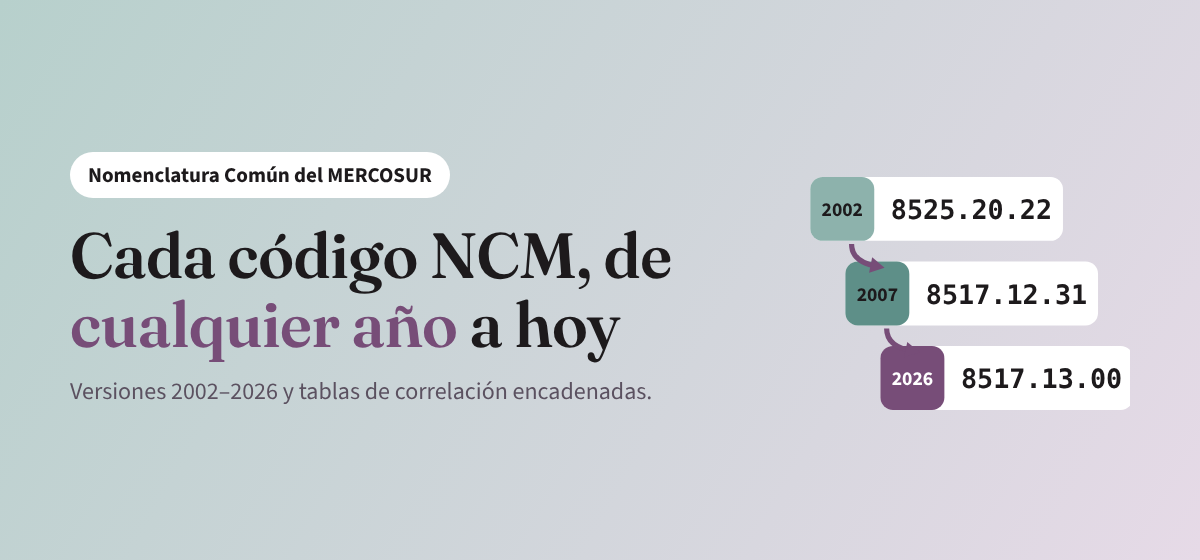 Nomenclatura Común del MERCOSUR
Cada código NCM, de
cualquier año a hoy
Versiones 2002–2026 y tablas de correlación encadenadas.
2002 8525.20.22
2007 8517.12.31
2026 8517.13.00